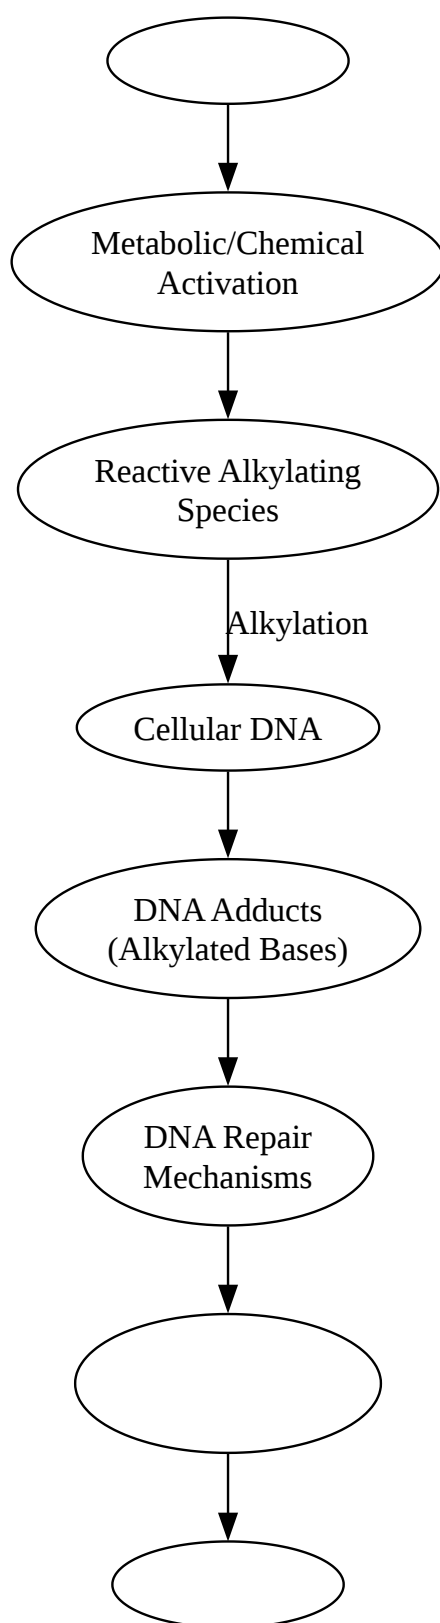 Metabolic/Chemical
Activation
Reactive Alkylating
Species
Alkylation
Cellular DNA
DNA Adducts
(Alkylated Bases)
DNA Repair
Mechanisms